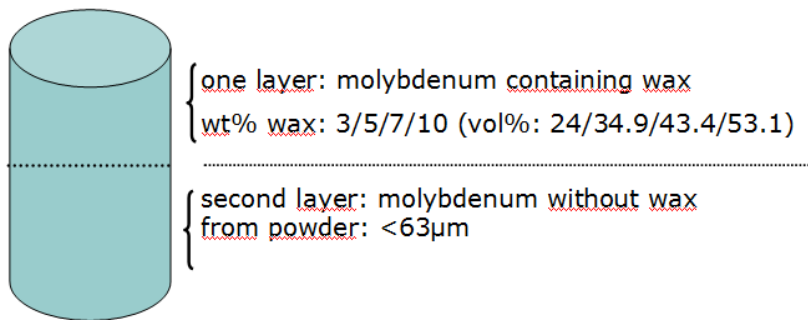 one layer: molybdenum containing wax
wt% wax: 3/5/7/10 (vol%: 24/34.9/43.4/53.1)
second layer: molybdenum without wax
from powder: <63µm